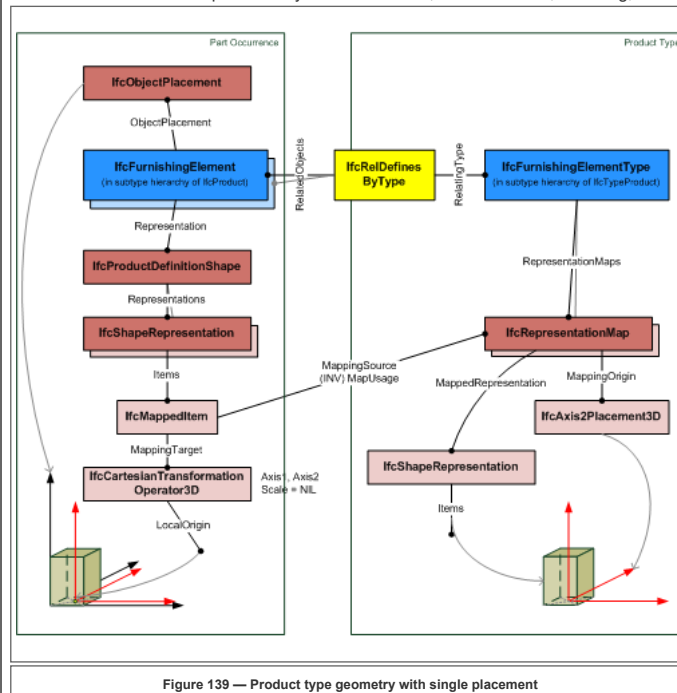 Part Occurrence
Product Type
IfcObjectPlacement
ObjectPlacement
IfcFurnishingElement
(in subtype hierarchy of IfcProduct)
RelatedObjects
IfcRelDefines
ByType
RelatingType
IfcFurnishingElementType
(in subtype hierarchy of IfcTypeProduct)
Representation
RepresentationMaps
IfcProductDefinitionShape
Representations
IfcShapeRepresentation
IfcRepresentationMap
Items
MappingSource
(INV) MapUsage
MappedRepresentation
MappingOrigin
IfcMappedItem
IfcAxis2Placement3D
MappingTarget
IfcShapeRepresentation
IfcCartesianTransformation
Operator3D
Axis1, Axis2
Scale = NIL
Items
LocalOrigin
Figure 139 — Product type geometry with single placement